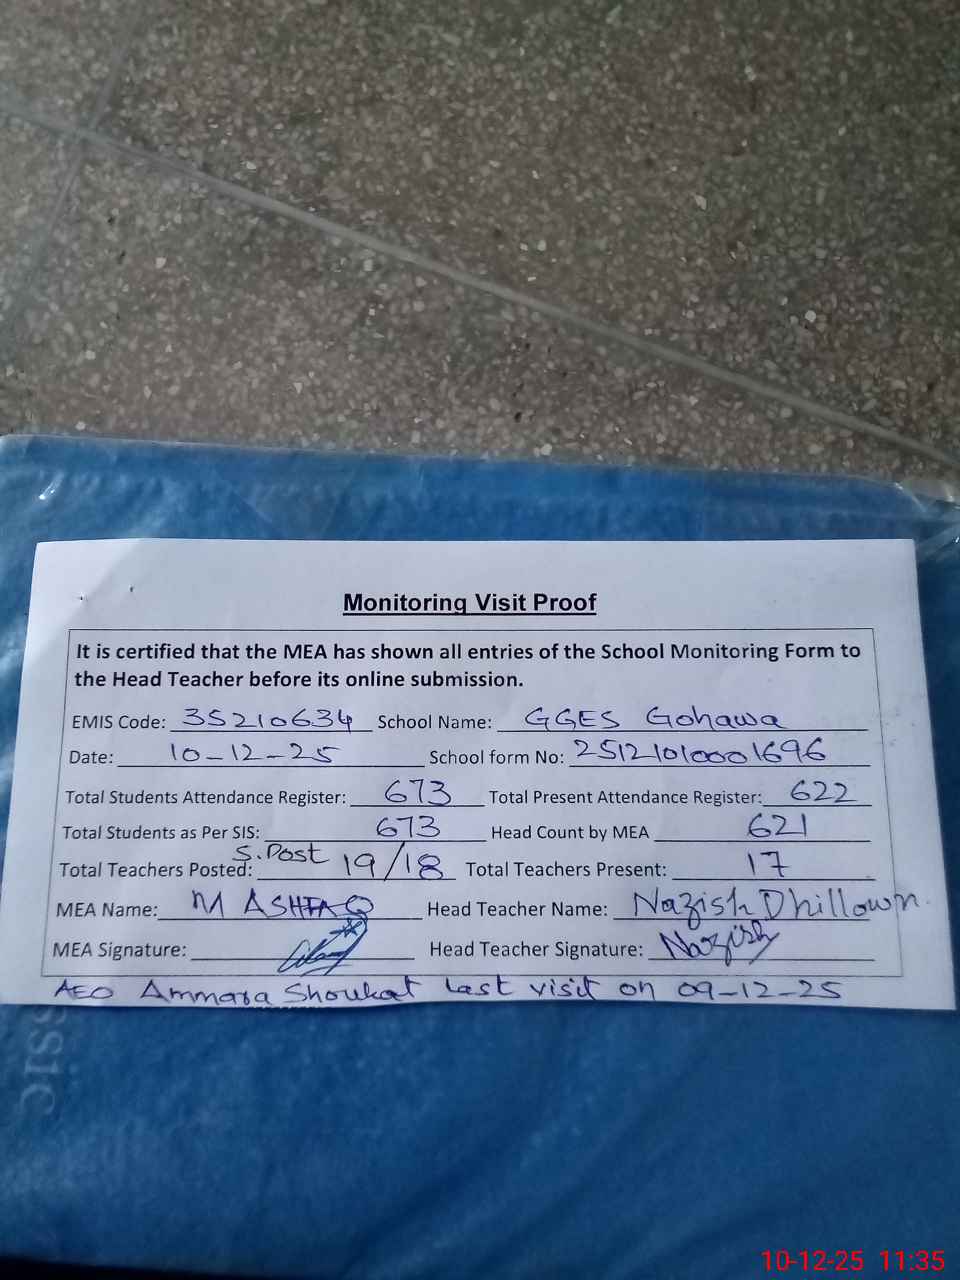 Monitoring Visit Proof
It is certified that the MEA has shown all entries of the School Monitoring Form to
the Head Teacher before its online submission.
EMIS Code: 35210634 School Name: GGES Gohawa
Date: 10-12-25 School form No: 25121010001696
Total Students Attendance Register: 673 Total Present Attendance Register: 622
Total Students as Per SIS: 673 Head Count by MEA 621
Total Teachers Posted: S.Post 19/18 Total Teachers Present: 17
MEA Name: M ASHFAQ Head Teacher Name: Nazish Dhillown.
MEA Signature: Head Teacher Signature: Nazish
AEO Ammara Shoukat last visit on 09-12-25
ssic
10-12-25 11:35